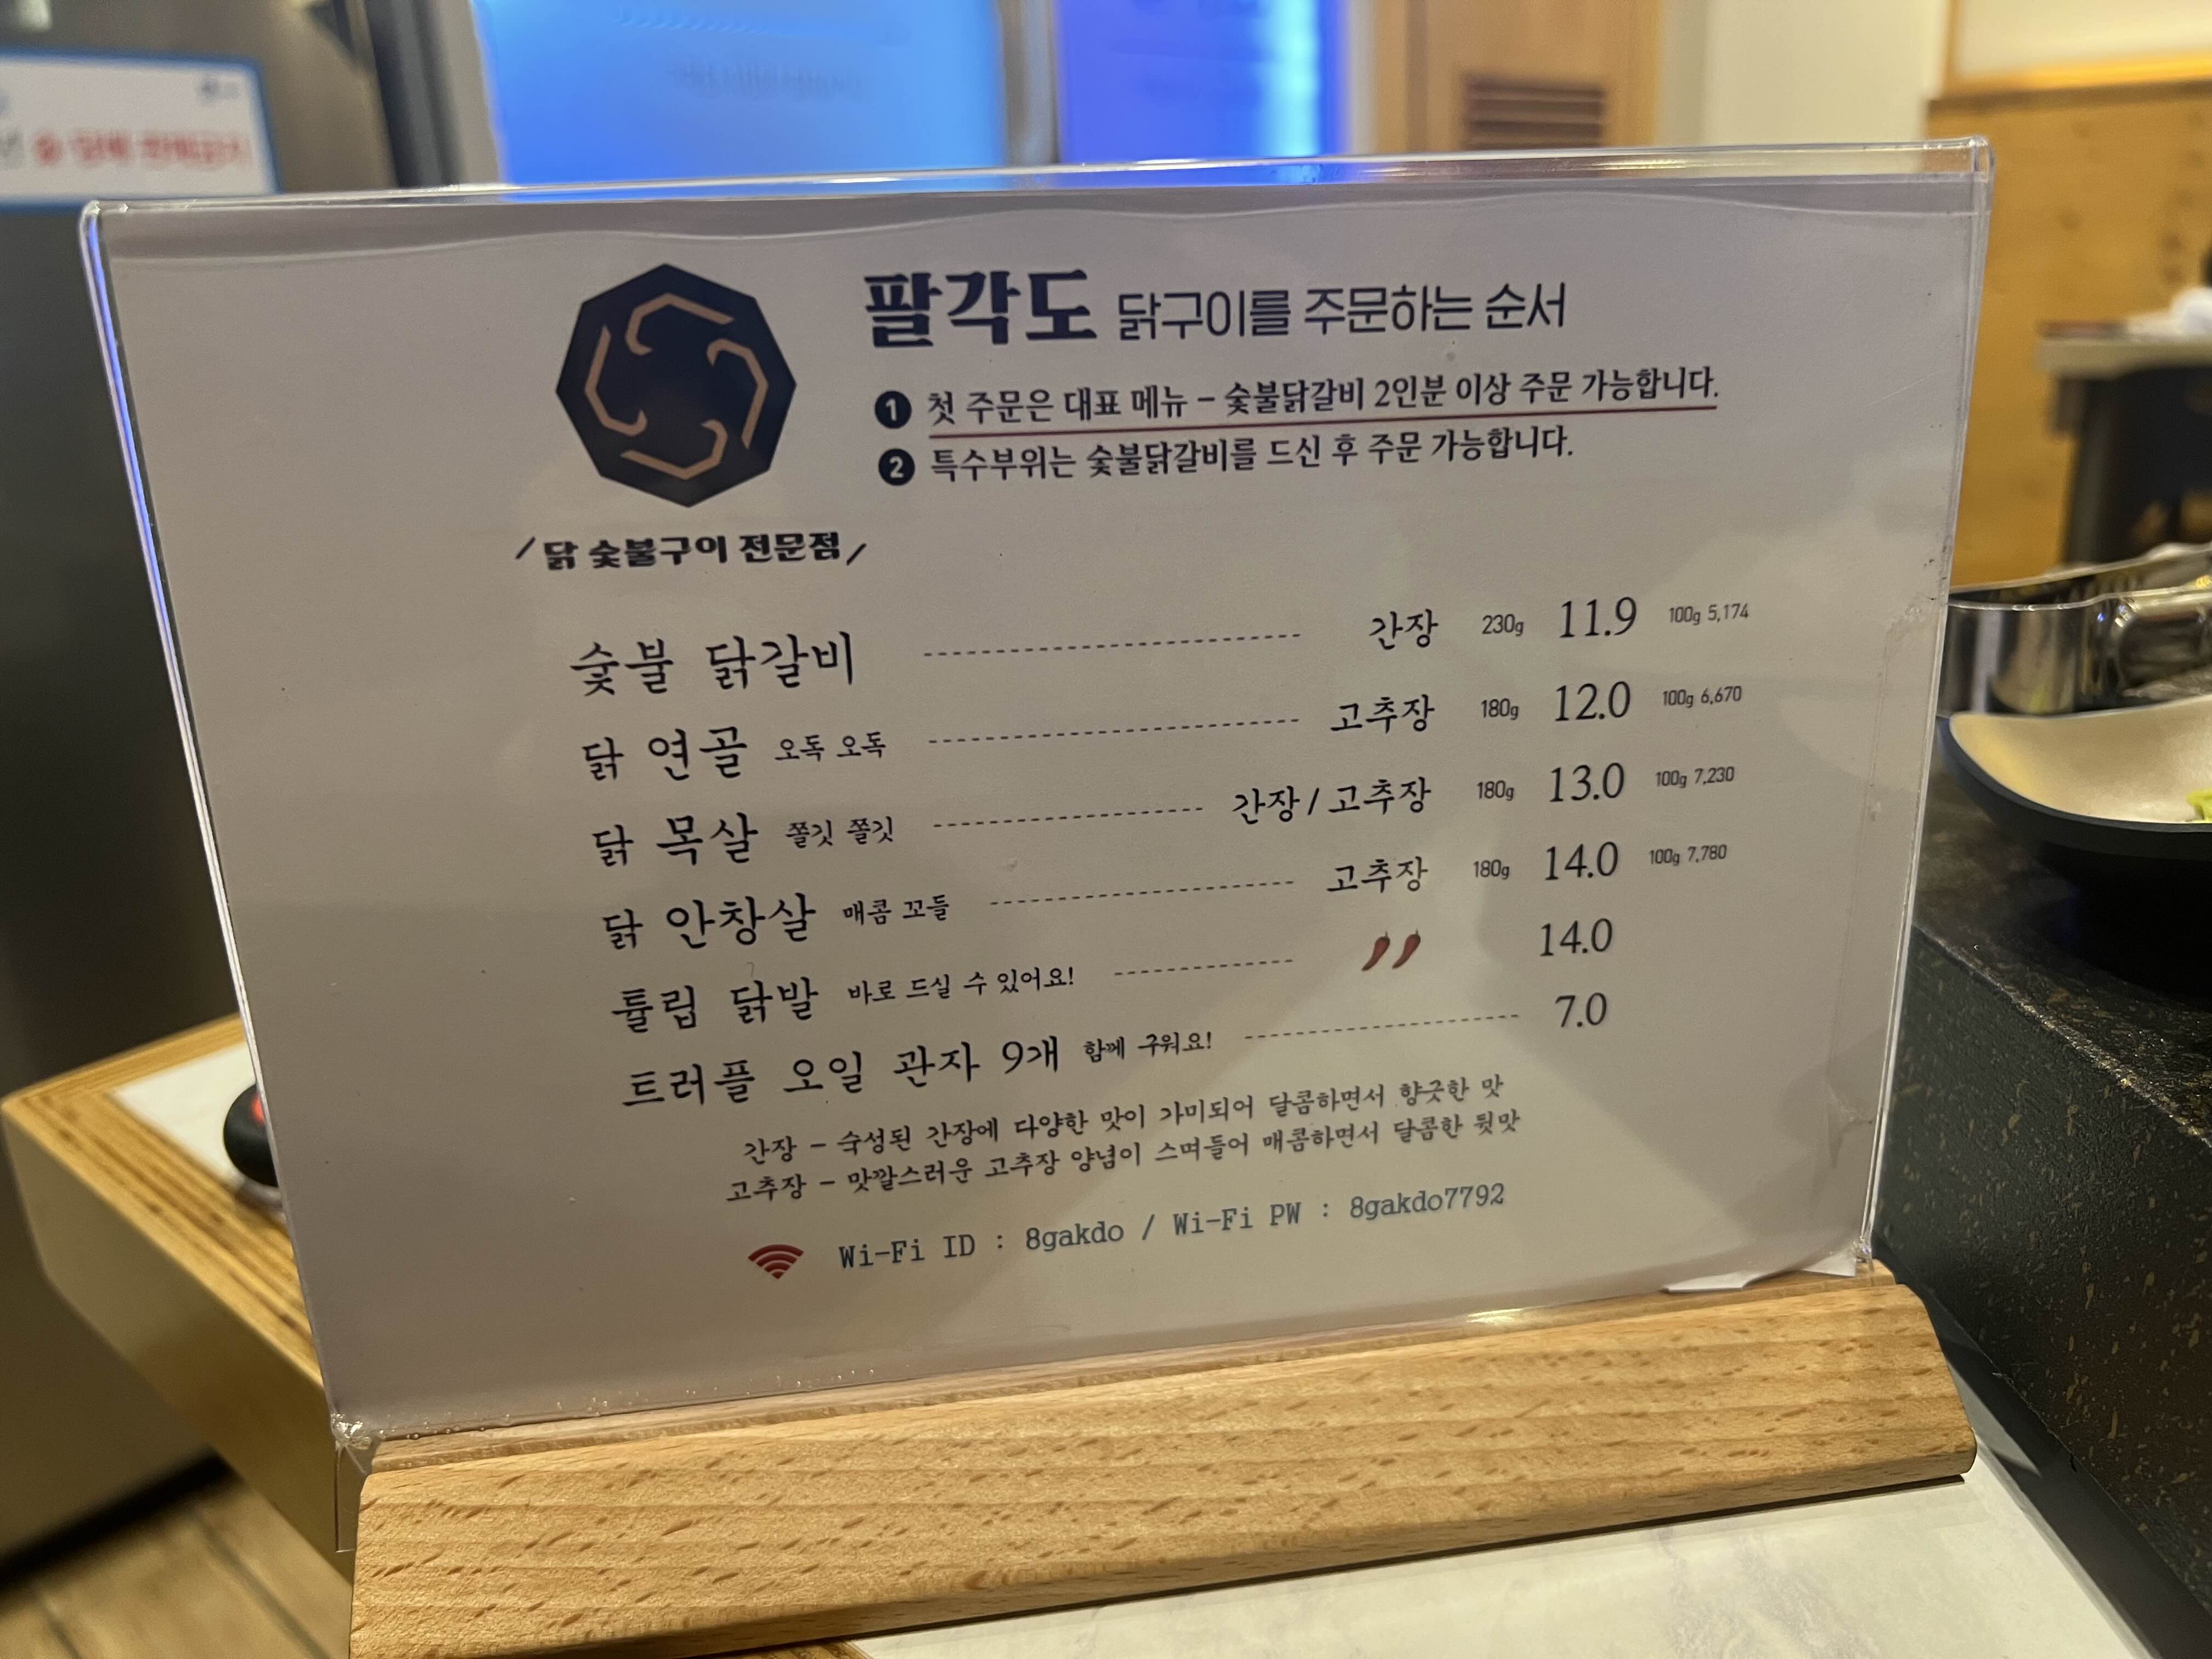 팔각도 닭구이를 주문하는 순서
1 첫 주문은 대표 메뉴 - 숯불닭갈비 2인분 이상 주문 가능합니다.
2 특수부위는 숯불닭갈비를 드신 후 주문 가능합니다.
/ 닭 숯불구이 전문점 /
숯불 닭갈비 간장 230g 11.9 100g 5,174
닭 연골 오독 오독 고추장 180g 12.0 100g 6,670
닭 목살 쫄깃 쫄깃 간장 / 고추장 180g 13.0 100g 7,230
닭 안창살 매콤 꼬들 고추장 180g 14.0 100g 7,780
튤립 닭발 바로 드실 수 있어요! 14.0
트러플 오일 관자 9개 함께 구워요! 7.0
간장 - 숙성된 간장에 다양한 맛이 가미되어 달콤하면서 향긋한 맛
고추장 - 맛깔스러운 고추장 양념이 스며들어 매콤하면서 달콤한 뒷맛
Wi-Fi ID : 8gakdo / Wi-Fi PW : 8gakdo7792